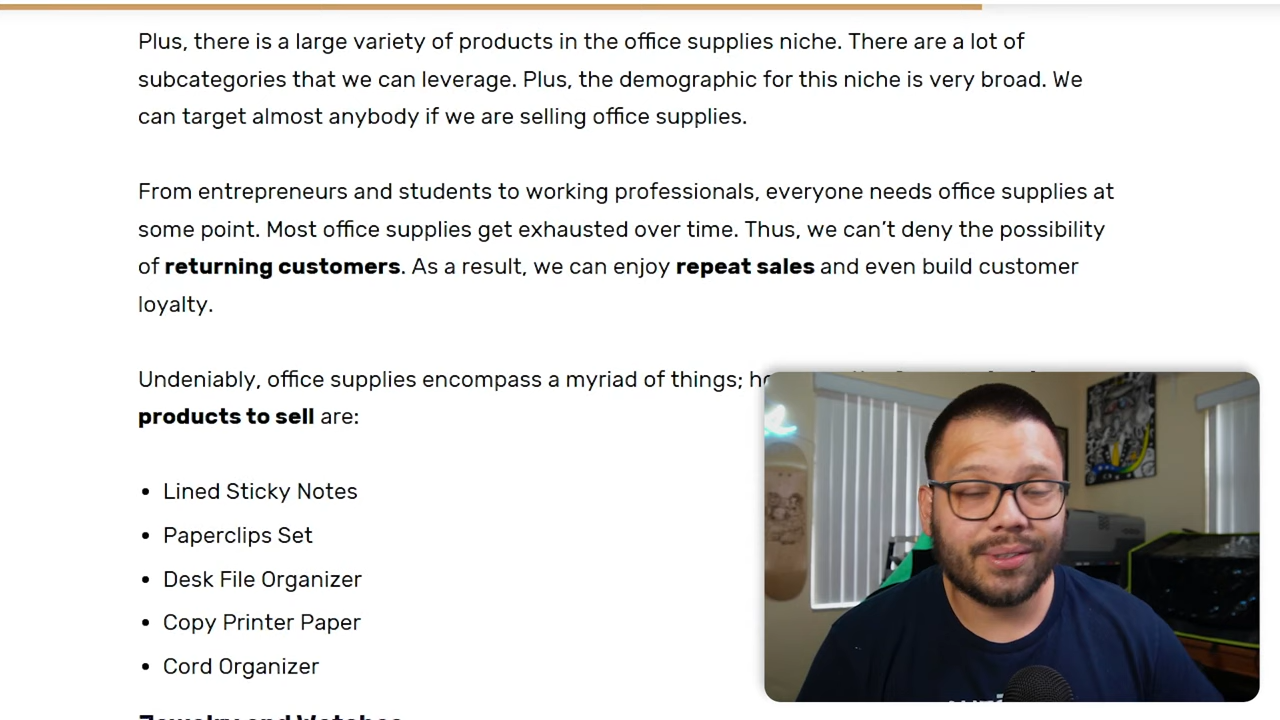 Plus, there is a large variety of products in the office supplies niche. There are a lot of
subcategories that we can leverage. Plus, the demographic for this niche is very broad. We
can target almost anybody if we are selling office supplies.
From entrepreneurs and students to working professionals, everyone needs office supplies at
some point. Most office supplies get exhausted over time. Thus, we can’t deny the possibility
of returning customers. As a result, we can enjoy repeat sales and even build customer
loyalty.
Undeniably, office supplies encompass a myriad of things;
products to sell are:
• Lined Sticky Notes
• Paperclips Set
• Desk File Organizer
• Copy Printer Paper
• Cord Organizer
Jewelry and Watches